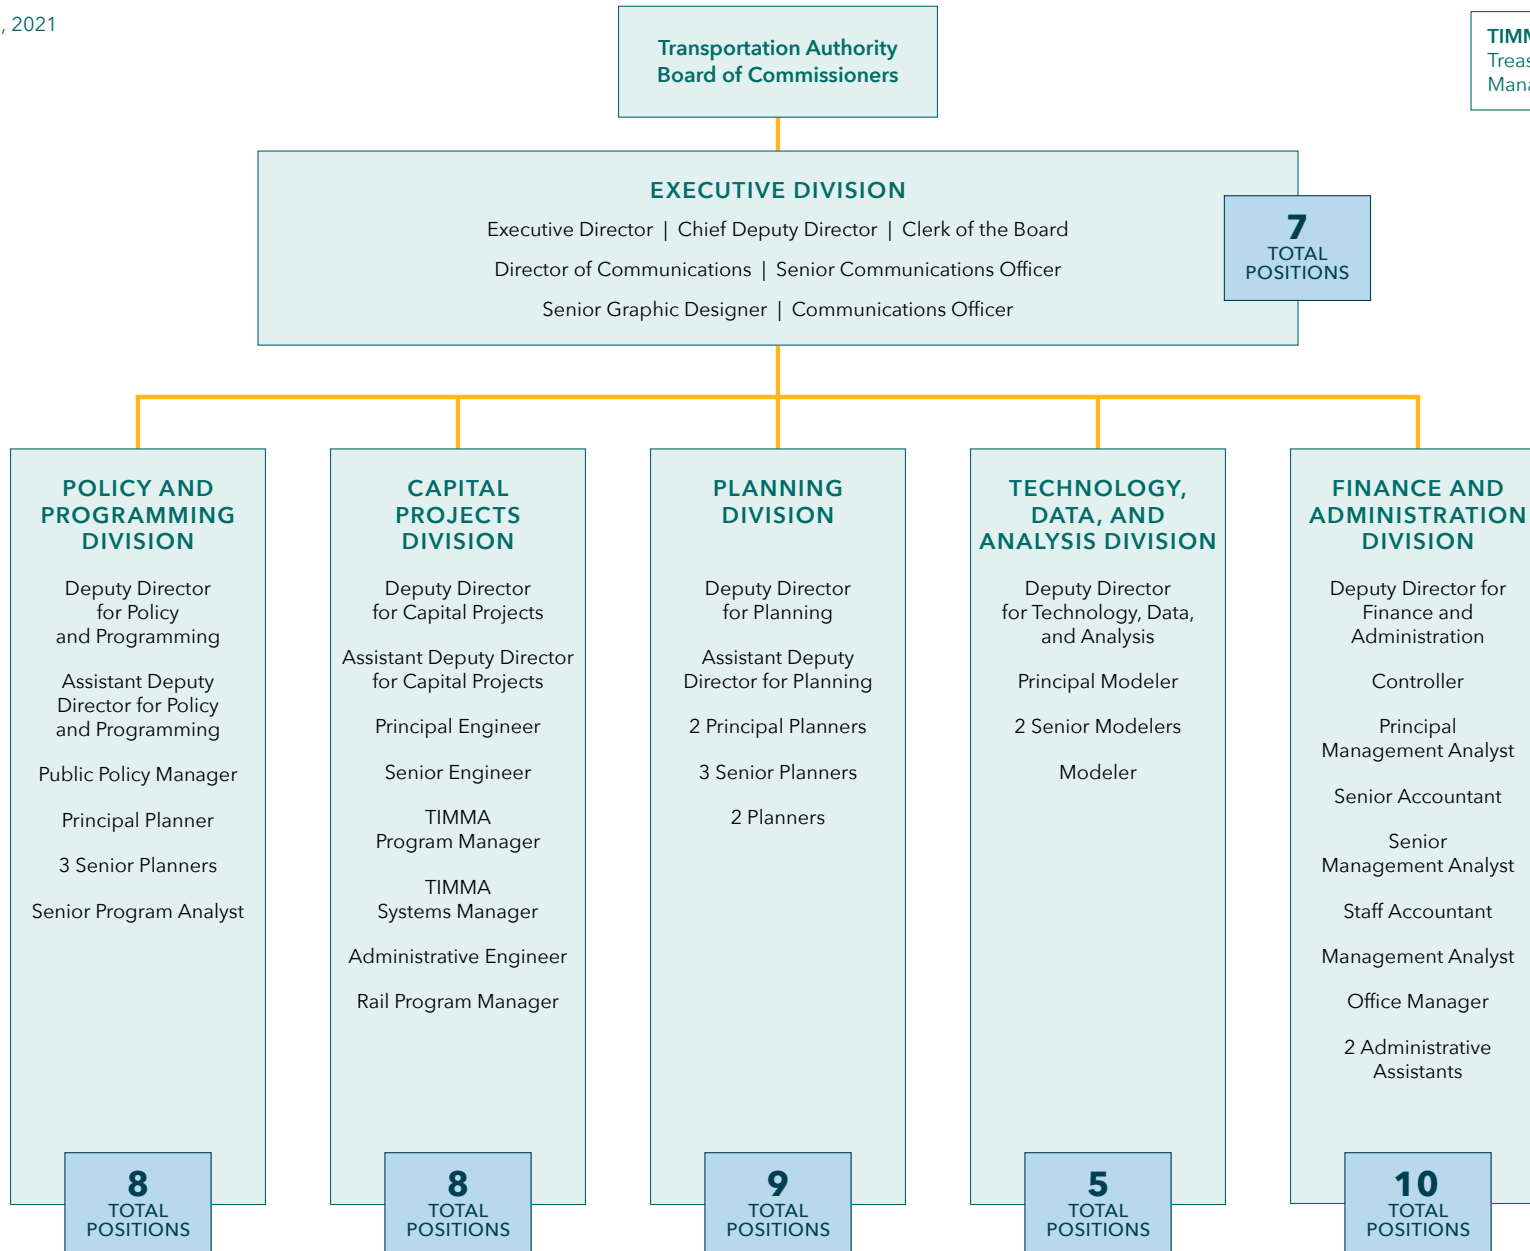 , 2021
Transportation Authority
Board of Commissioners
EXECUTIVE DIVISION
Executive Director | Chief Deputy Director | Clerk of the Board
Director of Communications | Senior Communications Officer
Senior Graphic Designer | Communications Officer
7
TOTAL
POSITIONS
POLICY AND
PROGRAMMING
DIVISION
Deputy Director
for Policy
and Programming
Assistant Deputy
Director for Policy
and Programming
Public Policy Manager
Principal Planner
3 Senior Planners
Senior Program Analyst
8
TOTAL
POSITIONS
CAPITAL
PROJECTS
DIVISION
Deputy Director
for Capital Projects
Assistant Deputy Director
for Capital Projects
Principal Engineer
Senior Engineer
TIMMA
Program Manager
TIMMA
Systems Manager
Administrative Engineer
Rail Program Manager
8
TOTAL
POSITIONS
PLANNING
DIVISION
Deputy Director
for Planning
Assistant Deputy
Director for Planning
2 Principal Planners
3 Senior Planners
2 Planners
9
TOTAL
POSITIONS
TECHNOLOGY,
DATA, AND
ANALYSIS DIVISION
Deputy Director
for Technology, Data,
and Analysis
Principal Modeler
2 Senior Modelers
Modeler
5
TOTAL
POSITIONS
FINANCE AND
ADMINISTRATION
DIVISION
Deputy Director for
Finance and
Administration
Controller
Principal
Management Analyst
Senior Accountant
Senior
Management Analyst
Staff Accountant
Management Analyst
Office Manager
2 Administrative
Assistants
10
TOTAL
POSITIONS